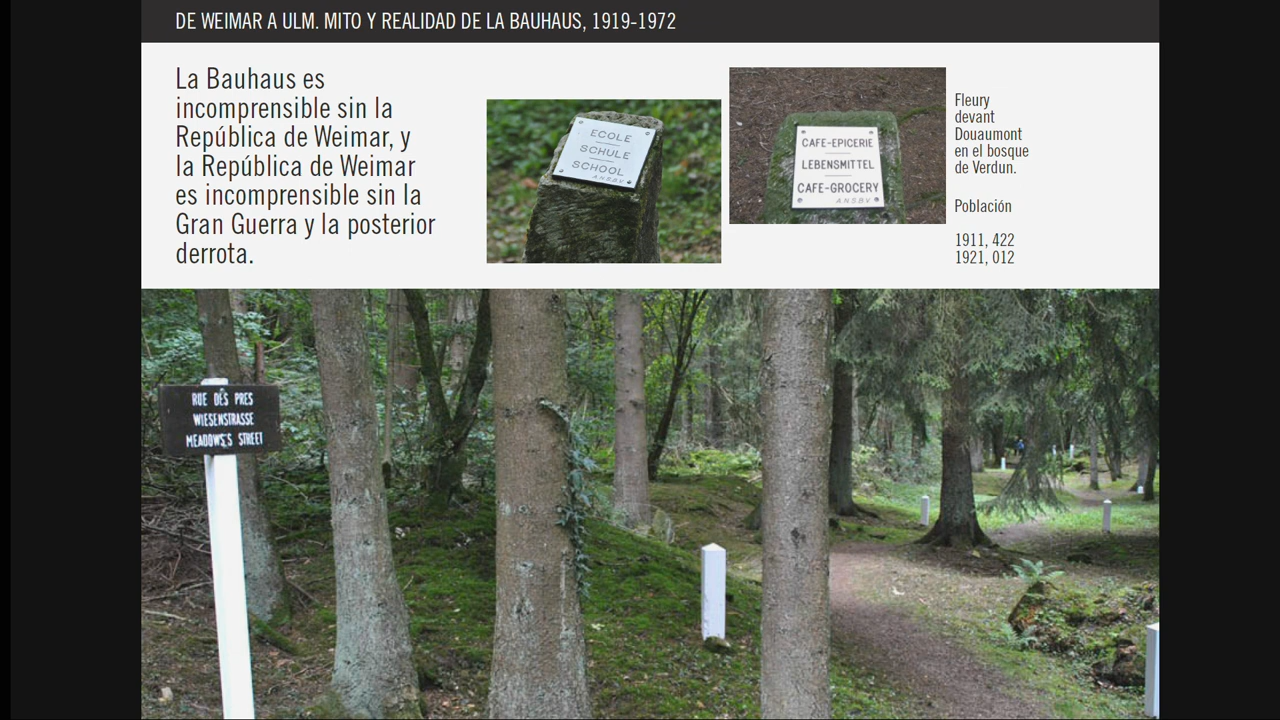 DE WEIMAR A ULM. MITO Y REALIDAD DE LA BAUHAUS, 1919-1972
La Bauhaus es
incomprensible sin la
República de Weimar, y
la República de Weimar
es incomprensible sin la
Gran Guerra y la posterior
derrota.
ECOLE
SCHULE
SCHOOL
A N S B V
CAFE-EPICERIE
LEBENSMITTEL
CAFE-GROCERY
A N S B V
Fleury
devant
Douaumont
en el bosque
de Verdun.
Población
1911, 422
1921, 012
RUE DES PRES
WIESENSTRASSE
MEADOWS'S STREET